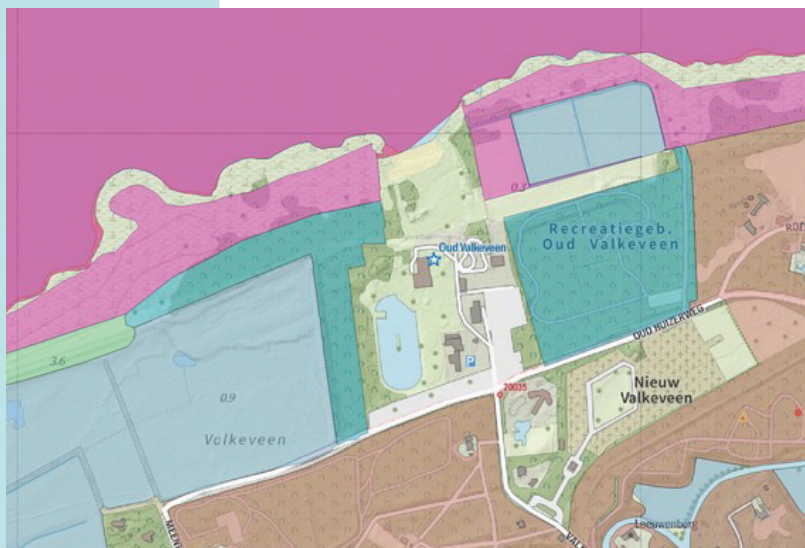 0.3
Recreatiegeb.
Oud Valkeveen
Oud Valkeveen
OUD HUIZERWEG
3.6
P
20035
Nieuw
Valkeveen
0.9
Valkeveen
Leeuwenberg